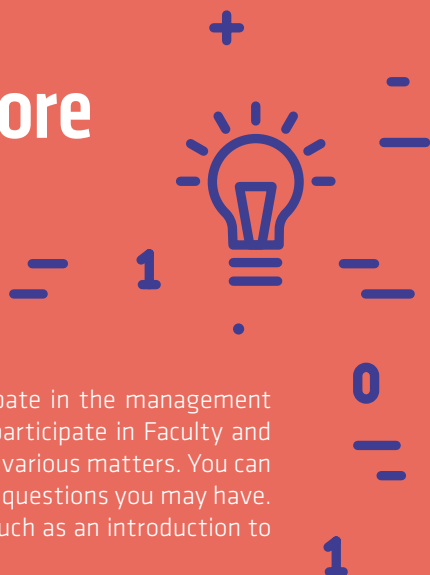 ore
1
0
pate in the management
participate in Faculty and
various matters. You can
questions you may have.
uch as an introduction to
1